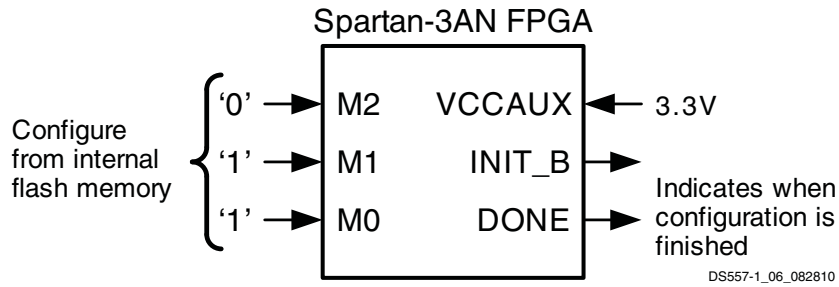 Spartan-3AN FPGA
Configure
from internal
flash memory
‘0’
‘1’
‘1’
M2
M1
M0
VCCAUX
INIT_B
DONE
3.3V
Indicates when
configuration is
finished
DS557-1_06_082810